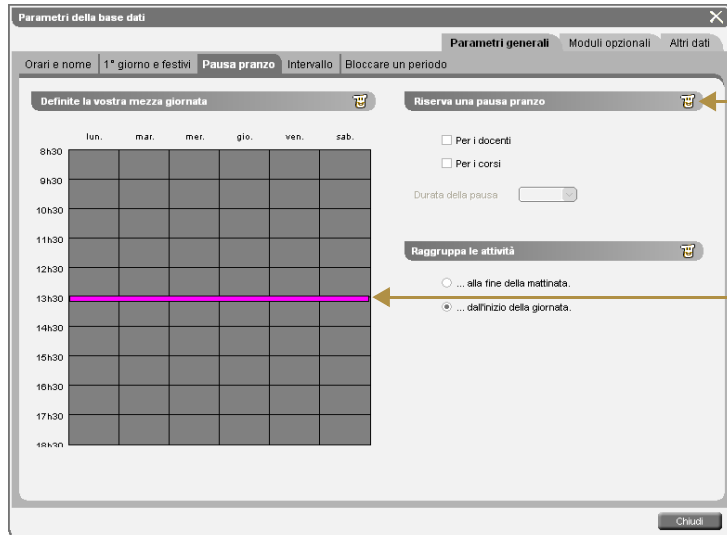 Parametri della base dati
Parametri generali Moduli opzionali Altri dati
Orari e nome 1° giorno e festivi Pausa pranzo Intervallo Bloccare un periodo
Definite la vostra mezza giornata
lun. mar. mer. gio. ven. sab.
8h30
9h30
10h30
11h30
12h30
13h30
14h30
15h30
16h30
17h30
18h30
Riserva una pausa pranzo
Per i docenti
Per i corsi
Durata della pausa
Raggruppa le attività
... alla fine della mattinata.
... dall'inizio della giornata.
Chiudi